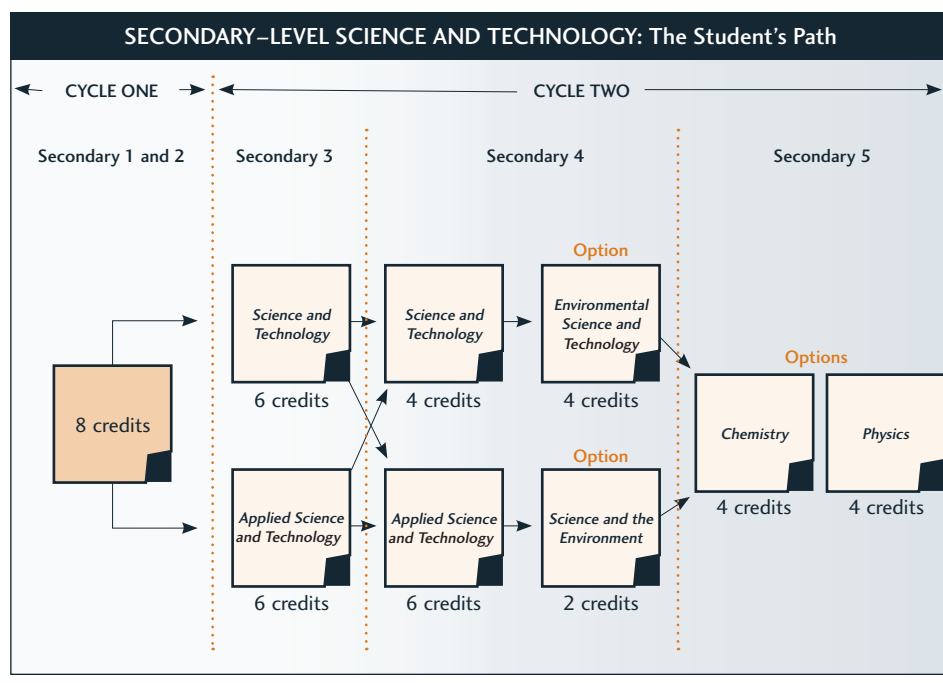 SECONDARY–LEVEL SCIENCE AND TECHNOLOGY: The Student’s Path
CYCLE ONE
CYCLE TWO
Secondary 1 and 2
Secondary 3
Secondary 4
Secondary 5
8 credits
Science and
Technology
6 credits
Science and
Technology
4 credits
Option
Environmental
Science and
Technology
4 credits
Applied Science
and Technology
6 credits
Applied Science
and Technology
6 credits
Option
Science and the
Environment
2 credits
Options
Chemistry
4 credits
Physics
4 credits